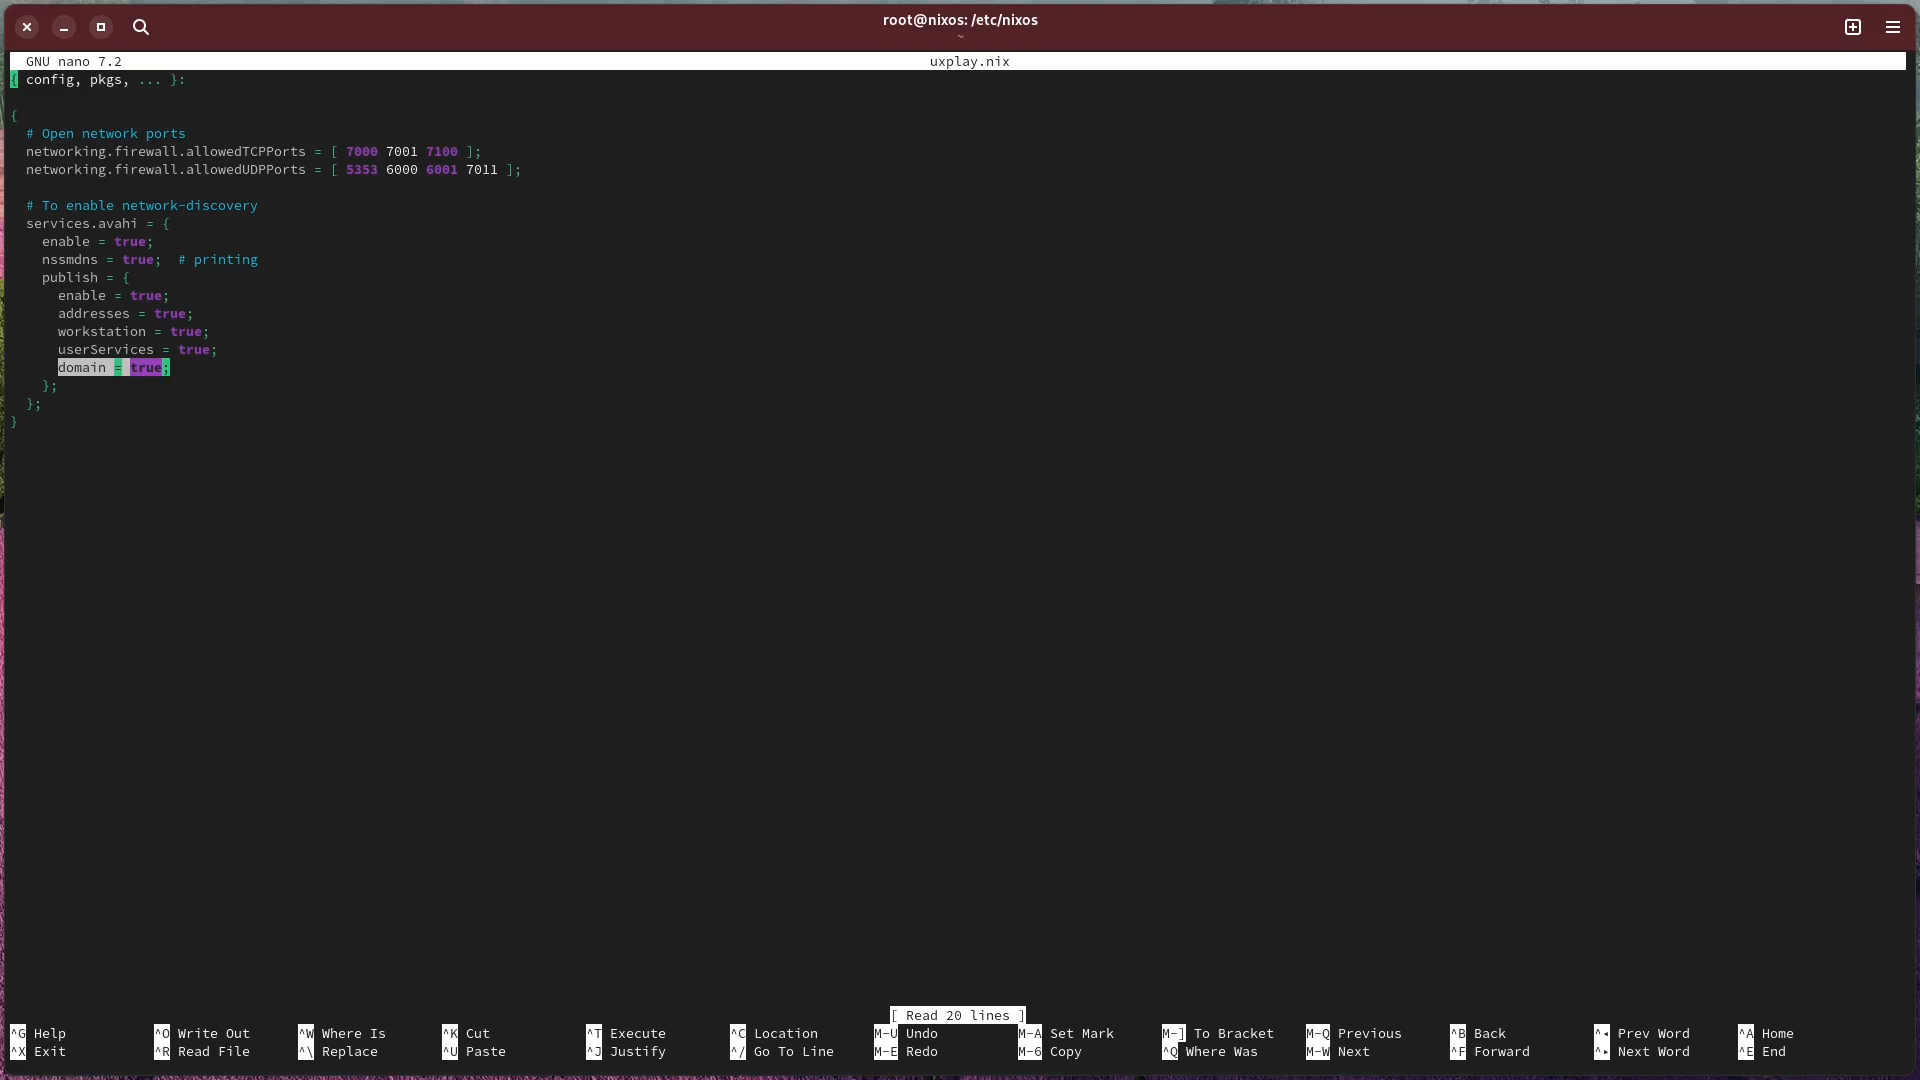 root@nixos: /etc/nixos
~
GNU nano 7.2 uxplay.nix
{ config, pkgs, ... }:
{
# Open network ports
networking.firewall.allowedTCPPorts = [ 7000 7001 7100 ];
networking.firewall.allowedUDPPorts = [ 5353 6000 6001 7011 ];
# To enable network-discovery
services.avahi = {
enable = true;
nssmdns = true;  # printing
publish = {
enable = true;
addresses = true;
workstation = true;
userServices = true;
domain = true;
};
};
}
[ Read 20 lines ]
^G Help ^O Write Out ^W Where Is ^K Cut ^T Execute ^C Location M-U Undo M-A Set Mark M-] To Bracket M-Q Previous ^B Back ^◂ Prev Word ^A Home
^X Exit ^R Read File ^\ Replace ^U Paste ^J Justify ^/ Go To Line M-E Redo M-6 Copy ^Q Where Was M-W Next ^F Forward ^▸ Next Word ^E End